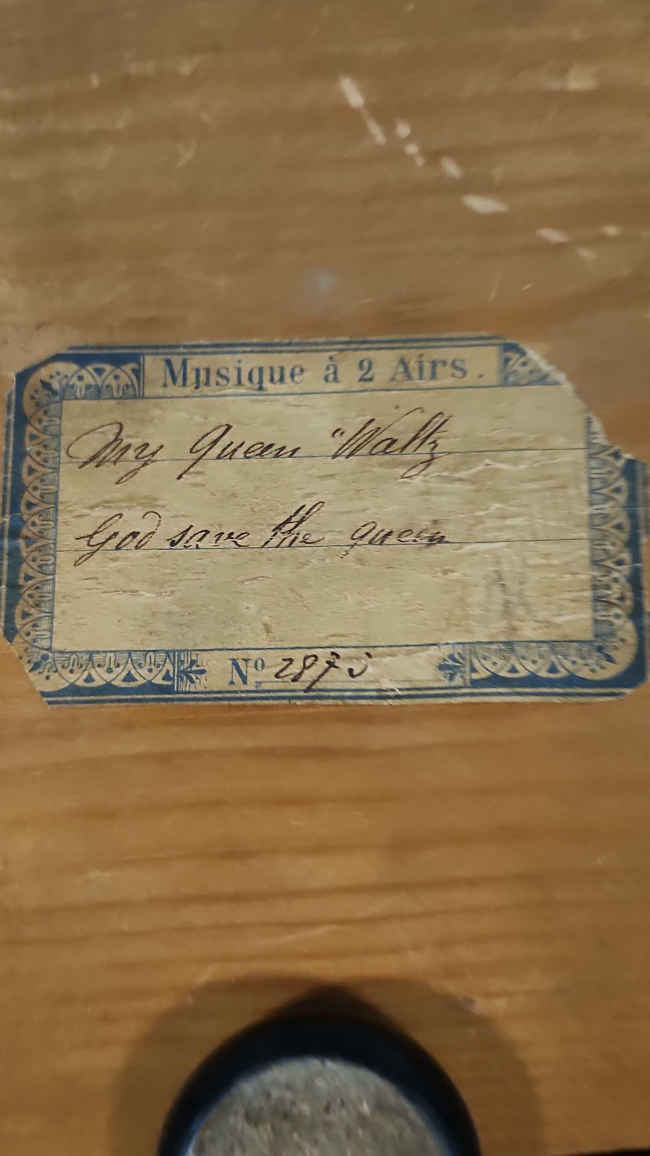 Musique à 2 Airs.
My Queen "Waltz
God save the queen
Nº 2875